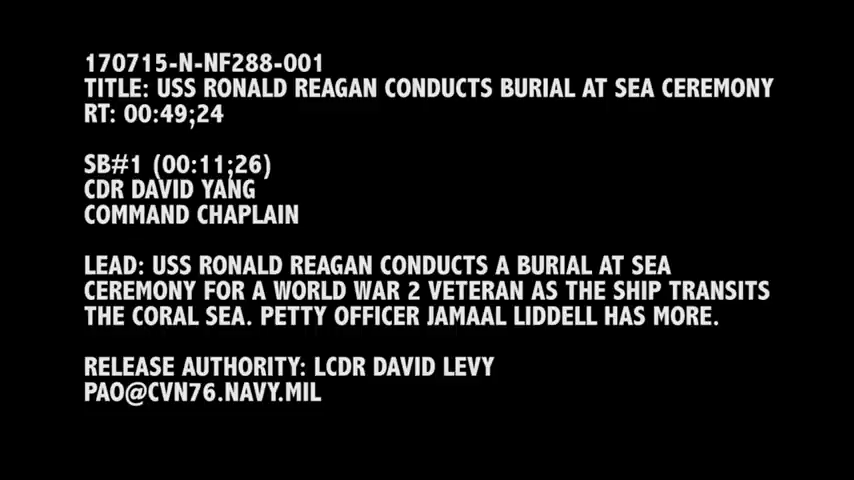 170715-N-NF288-001
TITLE: USS RONALD REAGAN CONDUCTS BURIAL AT SEA CEREMONY
RT: 00:49;24
SB#1 (00:11;26)
CDR DAVID YANG
COMMAND CHAPLAIN
LEAD: USS RONALD REAGAN CONDUCTS A BURIAL AT SEA
CEREMONY FOR A WORLD WAR 2 VETERAN AS THE SHIP TRANSITS
THE CORAL SEA. PETTY OFFICER JAMAAL LIDDELL HAS MORE.
RELEASE AUTHORITY: LCDR DAVID LEVY
PAO@CVN76.NAVY.MIL